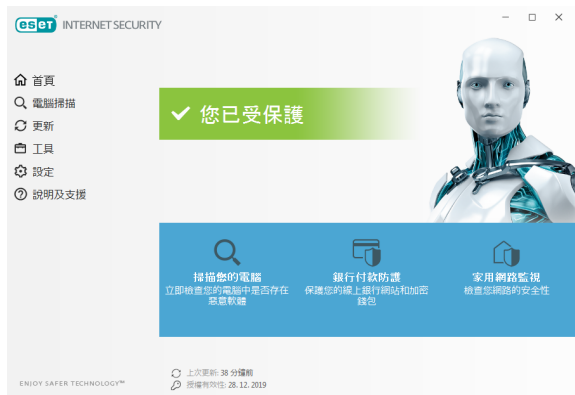 eset INTERNET SECURITY
首頁
電腦掃描
更新
工具
設定
說明及支援
您已受保護
掃描您的電腦
立即檢查您的電腦中是否存在
惡意軟體
銀行付款防護
保護您的線上銀行網站和加密
錢包
家用網路監視
檢查您網路的安全性
上次更新: 38 分鐘前
授權有效性: 28. 12. 2019
ENJOY SAFER TECHNOLOGY™